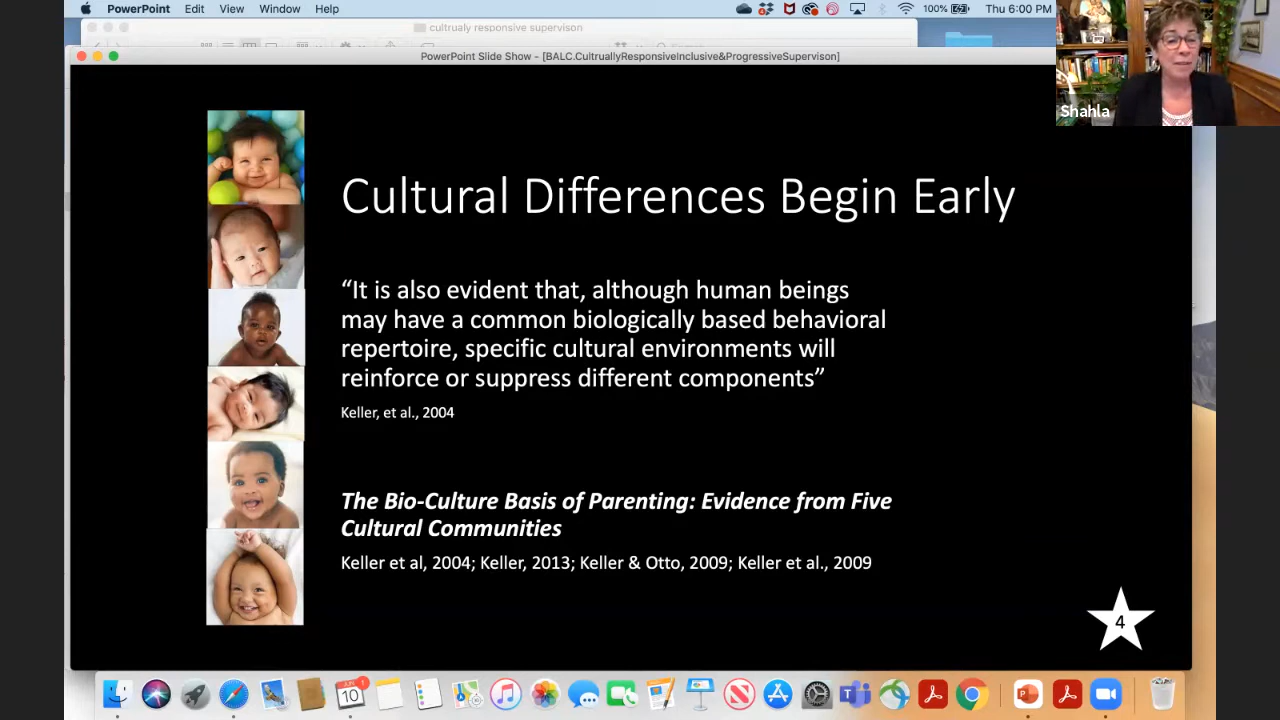 PowerPoint Edit View Window Help
100% Thu 6:00 PM
cultrualy responsive supervison
PowerPoint Slide Show - [BALC.CultruallyResponsiveInclusive&ProgressiveSupervison]
Shahla
Cultural Differences Begin Early
“It is also evident that, although human beings
may have a common biologically based behavioral
repertoire, specific cultural environments will
reinforce or suppress different components”
Keller, et al., 2004
The Bio-Culture Basis of Parenting: Evidence from Five
Cultural Communities
Keller et al, 2004; Keller, 2013; Keller & Otto, 2009; Keller et al., 2009
4
10